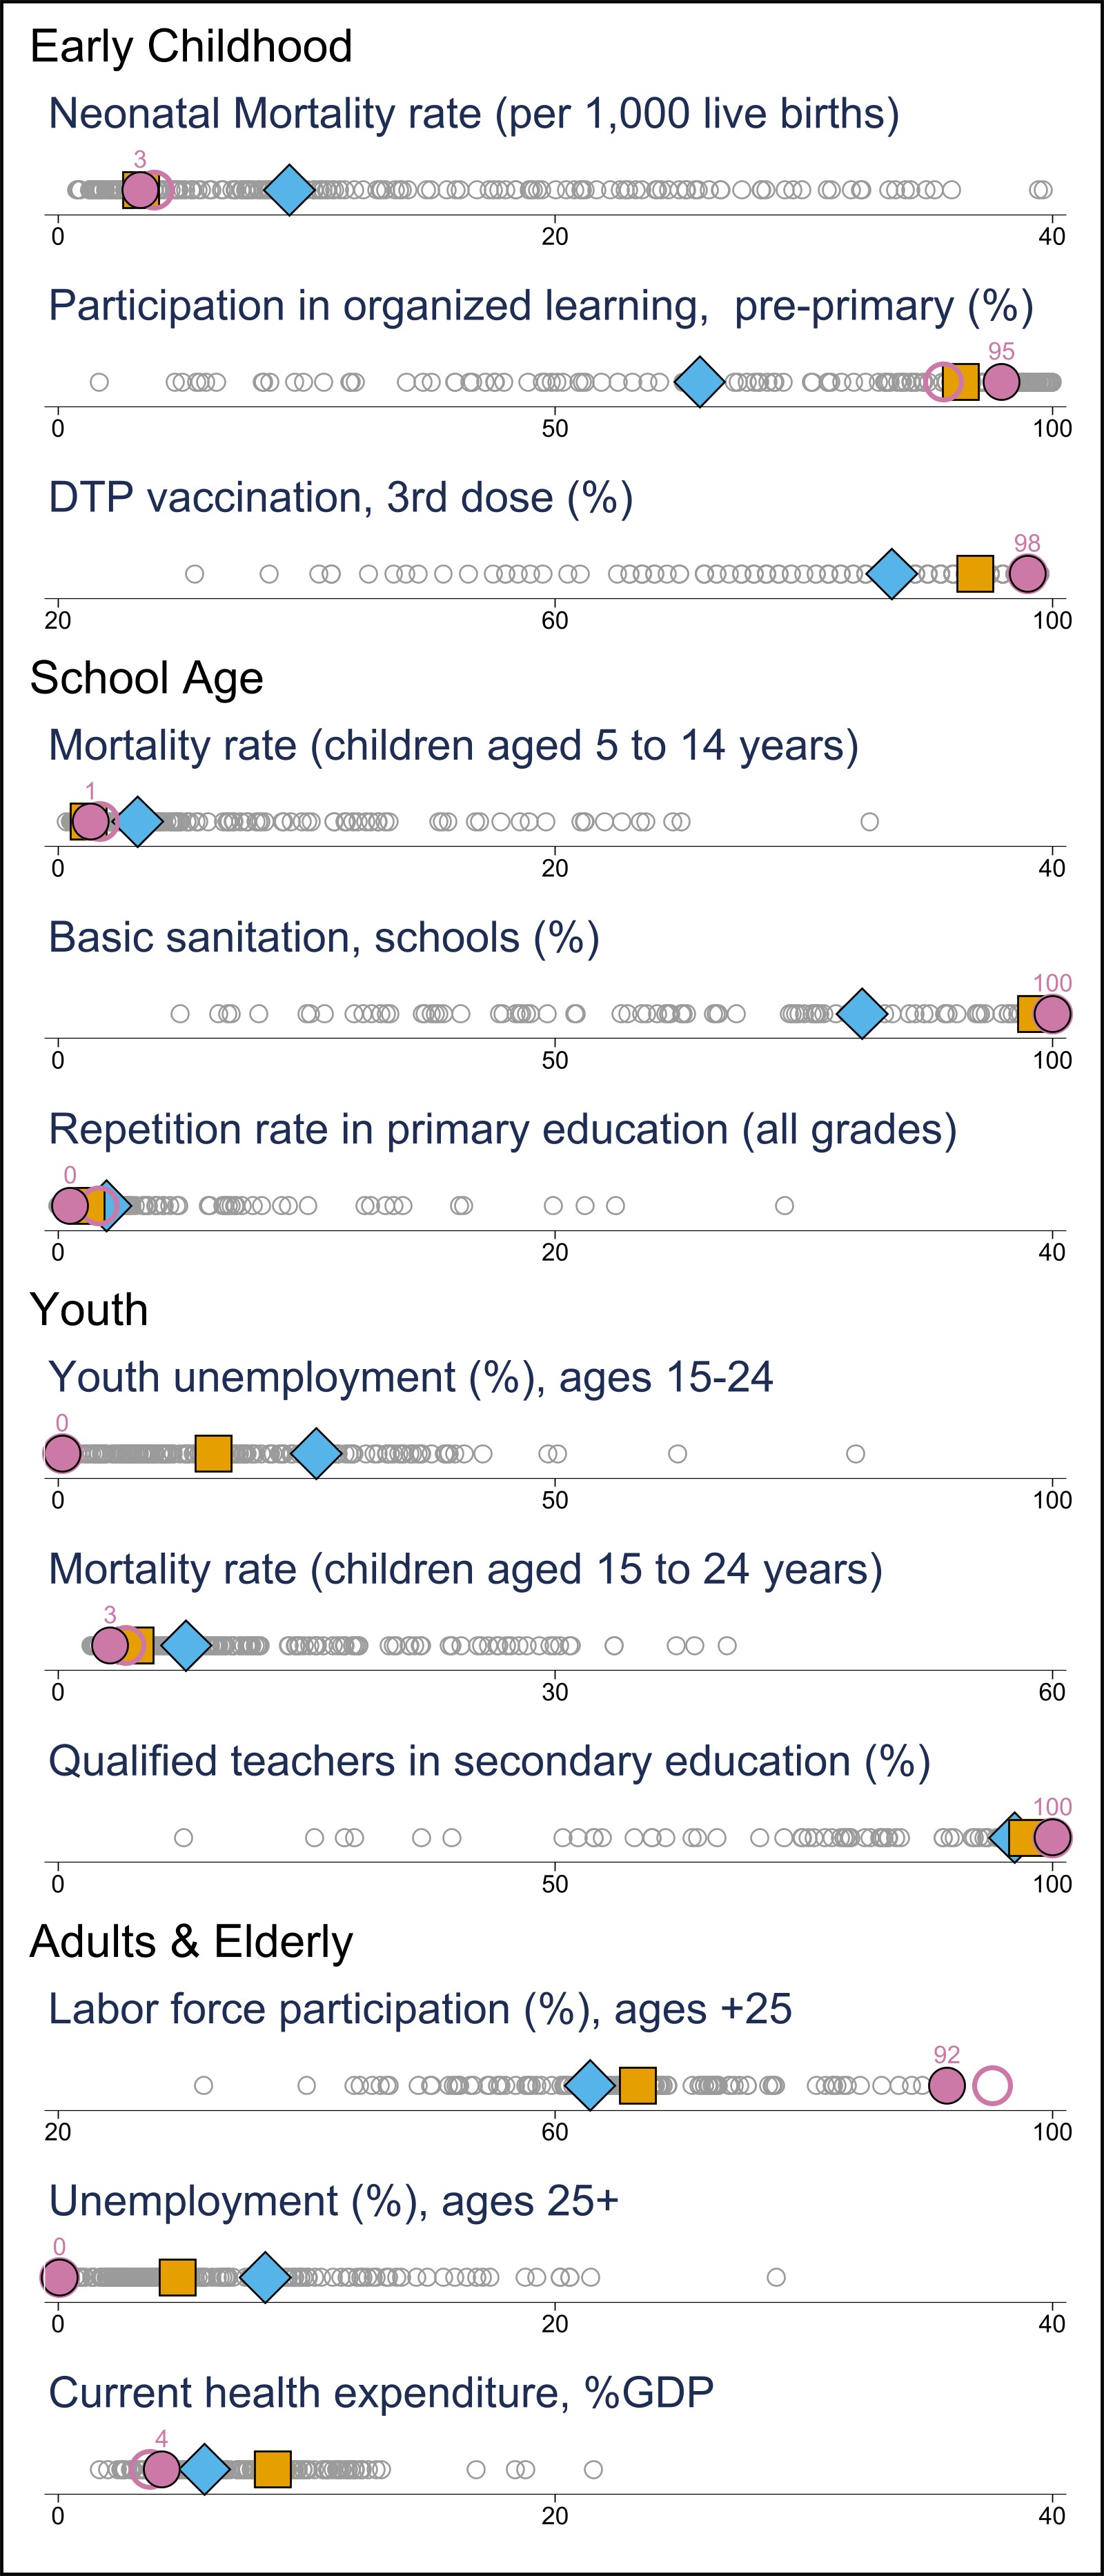 Early Childhood
Neonatal Mortality rate (per 1,000 live births)
3
0 20 40
Participation in organized learning,  pre-primary (%)
95
0 50 100
DTP vaccination, 3rd dose (%)
98
20 60 100
School Age
Mortality rate (children aged 5 to 14 years)
1
0 20 40
Basic sanitation, schools (%)
100
0 50 100
Repetition rate in primary education (all grades)
0
0 20 40
Youth
Youth unemployment (%), ages 15-24
0
0 50 100
Mortality rate (children aged 15 to 24 years)
3
0 30 60
Qualified teachers in secondary education (%)
100
0 50 100
Adults & Elderly
Labor force participation (%), ages +25
92
20 60 100
Unemployment (%), ages 25+
0
0 20 40
Current health expenditure, %GDP
4
0 20 40